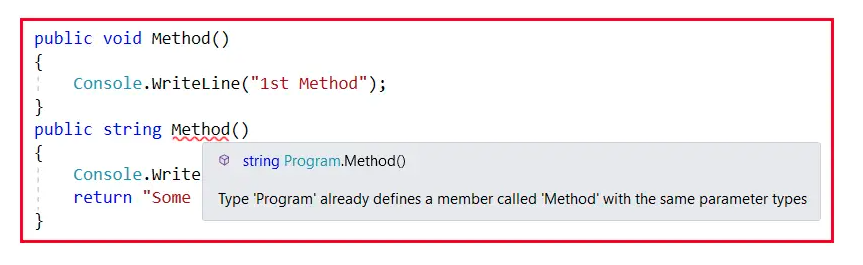 public void Method()
{
Console.WriteLine("1st Method");
}
public string Method()
{
string Program.Method()
Console.Write
return "Some
Type 'Program' already defines a member called 'Method' with the same parameter types
}